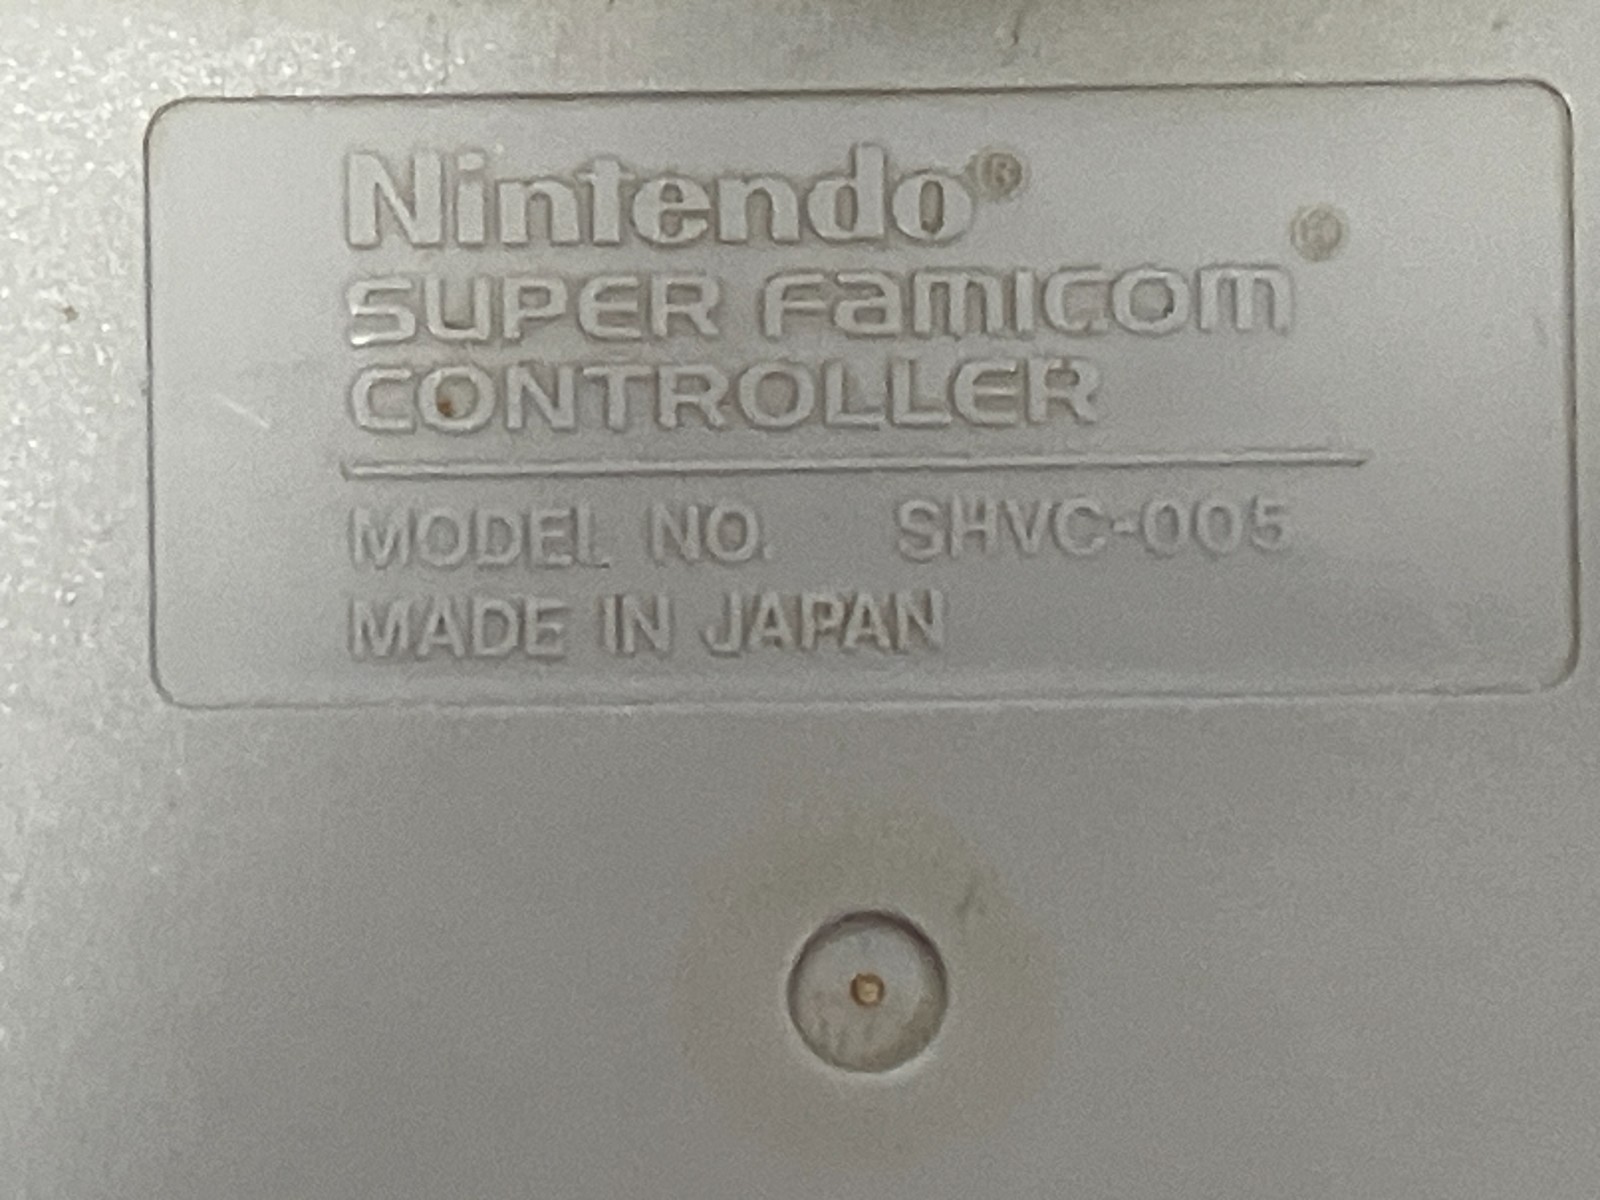 Nintendo®
SUPER Famicom®
CONTROLLER
MODEL NO. SHVC-005
MADE IN JAPAN